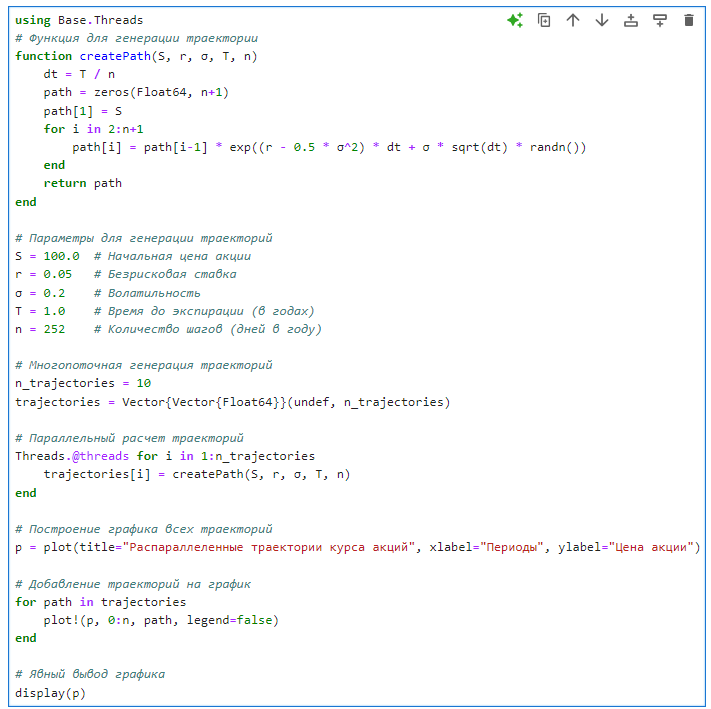 using Base.Threads
# Функция для генерации траектории
function createPath(S, r, σ, T, n)
    dt = T / n
    path = zeros(Float64, n+1)
    path[1] = S
    for i in 2:n+1
        path[i] = path[i-1] * exp((r - 0.5 * σ^2) * dt + σ * sqrt(dt) * randn())
    end
    return path
end

# Параметры для генерации траекторий
S = 100.0  # Начальная цена акции
r = 0.05   # Безрисковая ставка
σ = 0.2    # Волатильность
T = 1.0    # Время до экспирации (в годах)
n = 252    # Количество шагов (дней в году)

# Многопоточная генерация траекторий
n_trajectories = 10
trajectories = Vector{Vector{Float64}}(undef, n_trajectories)

# Параллельный расчет траекторий
Threads.@threads for i in 1:n_trajectories
    trajectories[i] = createPath(S, r, σ, T, n)
end

# Построение графика всех траекторий
p = plot(title="Распараллеленные траектории курса акций", xlabel="Периоды", ylabel="Цена акции")

# Добавление траекторий на график
for path in trajectories
    plot!(p, 0:n, path, legend=false)
end

# Явный вывод графика
display(p)